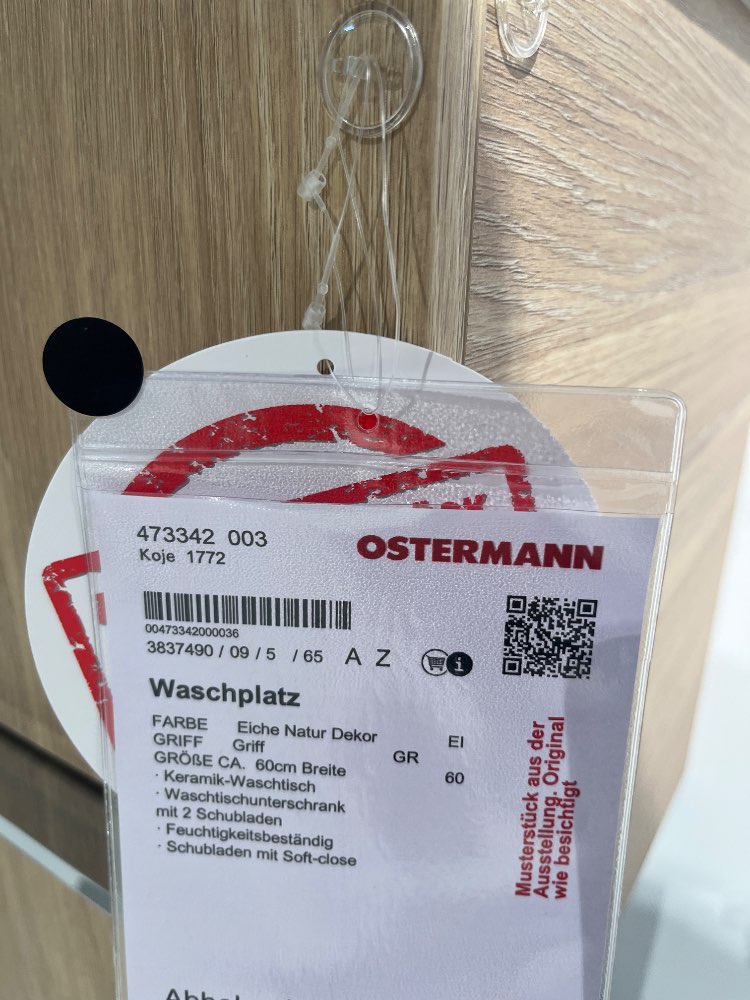 473342 003
OSTERMANN
Koje 1772
00473342000036
3837490 / 09 / 5 / 65 A Z
i
Waschplatz
FARBE Eiche Natur Dekor EI
GRIFF Griff GR
GRÖßE CA. 60cm Breite 60
· Keramik-Waschtisch
· Waschtischunterschrank
mit 2 Schubladen
· Feuchtigkeitsbeständig
· Schubladen mit Soft-close
Musterstück aus der
Ausstellung. Original
wie besichtigt